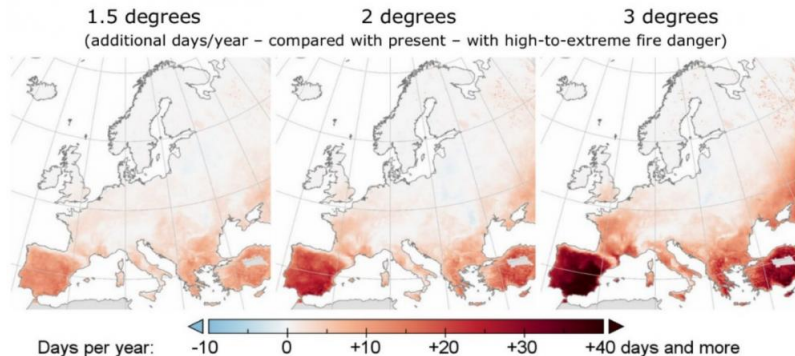 1.5 degrees 2 degrees 3 degrees
(additional days/year – compared with present – with high-to-extreme fire danger)
Days per year: -10 0 +10 +20 +30 +40 days and more